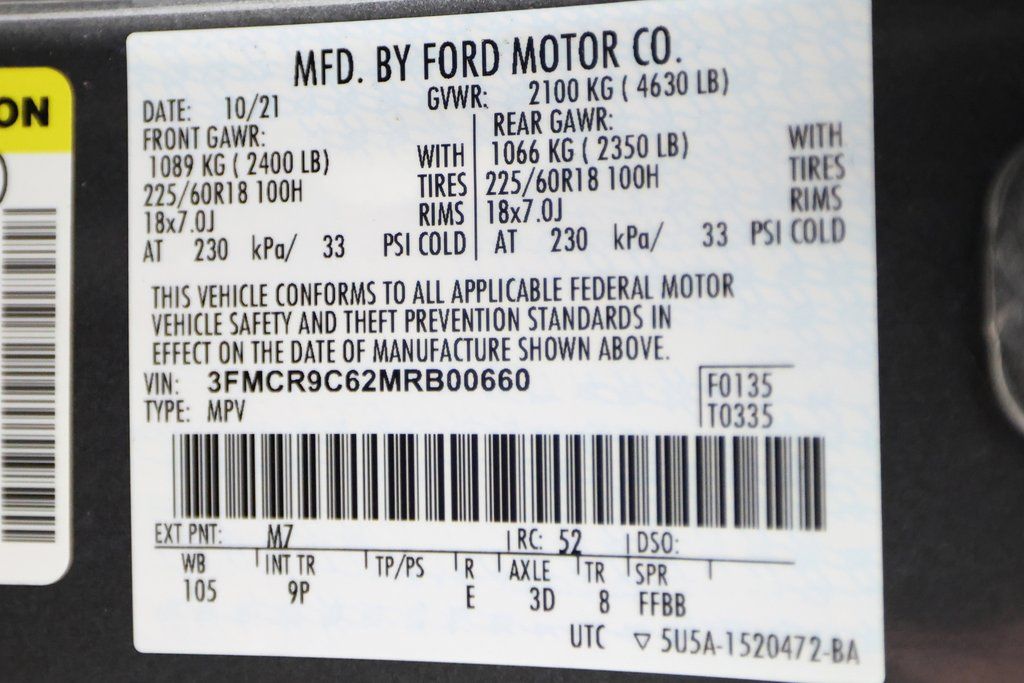 ON
MFD. BY FORD MOTOR CO.
DATE: 10/21 GVWR: 2100 KG ( 4630 LB)
FRONT GAWR: REAR GAWR:
1089 KG ( 2400 LB) WITH 1066 KG ( 2350 LB) WITH
225/60R18 100H TIRES 225/60R18 100H TIRES
18x7.0J RIMS 18x7.0J RIMS
AT 230 kPa/ 33 PSI COLD AT 230 kPa/ 33 PSI COLD
THIS VEHICLE CONFORMS TO ALL APPLICABLE FEDERAL MOTOR
VEHICLE SAFETY AND THEFT PREVENTION STANDARDS IN
EFFECT ON THE DATE OF MANUFACTURE SHOWN ABOVE.
VIN: 3FMCR9C62MRB00660 F0135
TYPE: MPV T0335
EXT PNT: M7 RC: 52 DSO:
WB INT TR TP/PS R AXLE TR SPR
105 9P E 3D 8 FFBB
UTC ▽ 5U5A-1520472-BA